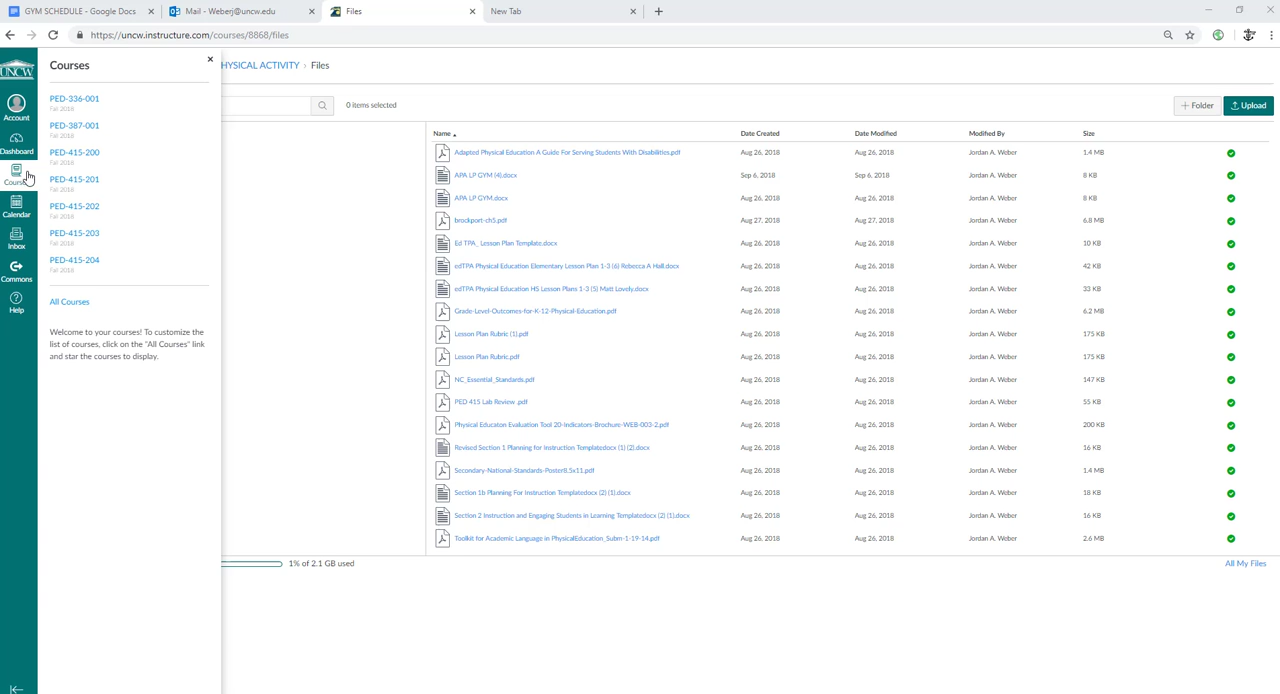 GYM SCHEDULE - Google Docs
Mail - Weberj@uncw.edu
Files
New Tab
https://uncw.instructure.com/courses/8868/files
UNCW
Account
Dashboard
Calendar
Inbox
Commons
Help
Courses
PED-336-001
Fall 2018
PED-387-001
Fall 2018
PED-415-200
Fall 2018
PED-415-201
Fall 2018
PED-415-202
Fall 2018
PED-415-203
Fall 2018
PED-415-204
Fall 2018
All Courses
Welcome to your courses! To customize the
list of courses, click on the "All Courses" link
and star the courses to display.
HYSICAL ACTIVITY > Files
0 items selected
+ Folder Upload
Name Date Created Date Modified Modified By Size
Adapted Physical Education A Guide For Serving Students With Disabilities.pdf Aug 26, 2018 Aug 26, 2018 Jordan A. Weber 1.4 MB
APA LP GYM (4).docx Sep 6, 2018 Sep 6, 2018 Jordan A. Weber 8 KB
APA LP GYM.docx Aug 26, 2018 Aug 26, 2018 Jordan A. Weber 8 KB
brockport-ch5.pdf Aug 27, 2018 Aug 27, 2018 Jordan A. Weber 6.8 MB
Ed TPA_ Lesson Plan Template.docx Aug 26, 2018 Aug 26, 2018 Jordan A. Weber 10 KB
edTPA Physical Education Elementary Lesson Plan 1-3 (6) Rebecca A Hall.docx Aug 26, 2018 Aug 26, 2018 Jordan A. Weber 42 KB
edTPA Physical Education HS Lesson Plans 1-3 (5) Matt Lovely.docx Aug 26, 2018 Aug 26, 2018 Jordan A. Weber 33 KB
Grade-Level-Outcomes-for-K-12-Physical-Education.pdf Aug 26, 2018 Aug 26, 2018 Jordan A. Weber 6.2 MB
Lesson Plan Rubric (1).pdf Aug 26, 2018 Aug 26, 2018 Jordan A. Weber 175 KB
Lesson Plan Rubric.pdf Aug 26, 2018 Aug 26, 2018 Jordan A. Weber 175 KB
NC_Essential_Standards.pdf Aug 26, 2018 Aug 26, 2018 Jordan A. Weber 147 KB
PED 415 Lab Review .pdf Aug 26, 2018 Aug 26, 2018 Jordan A. Weber 55 KB
Physical Educaton Evaluation Tool 20-Indicators-Brochure-WEB-003-2.pdf Aug 26, 2018 Aug 26, 2018 Jordan A. Weber 200 KB
Revised Section 1 Planning for Instruction Templatedocx (1) (2).docx Aug 26, 2018 Aug 26, 2018 Jordan A. Weber 16 KB
Secondary-National-Standards-Poster8.5x11.pdf Aug 26, 2018 Aug 26, 2018 Jordan A. Weber 1.4 MB
Section 1b Planning For Instruction Templatedocx (2) (1).docx Aug 26, 2018 Aug 26, 2018 Jordan A. Weber 18 KB
Section 2 Instruction and Engaging Students in Learning Templatedocx (2) (1).docx Aug 26, 2018 Aug 26, 2018 Jordan A. Weber 16 KB
Toolkit for Academic Language in PhysicalEducation_Subm-1-19-14.pdf Aug 26, 2018 Aug 26, 2018 Jordan A. Weber 2.6 MB
1% of 2.1 GB used
All My Files